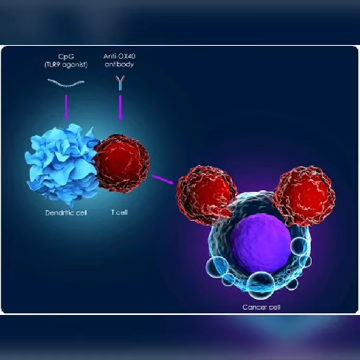 CpG
(TLR9 agonist)
Anti-OX40
antibody
Dendritic cell
T cell
Cancer cell